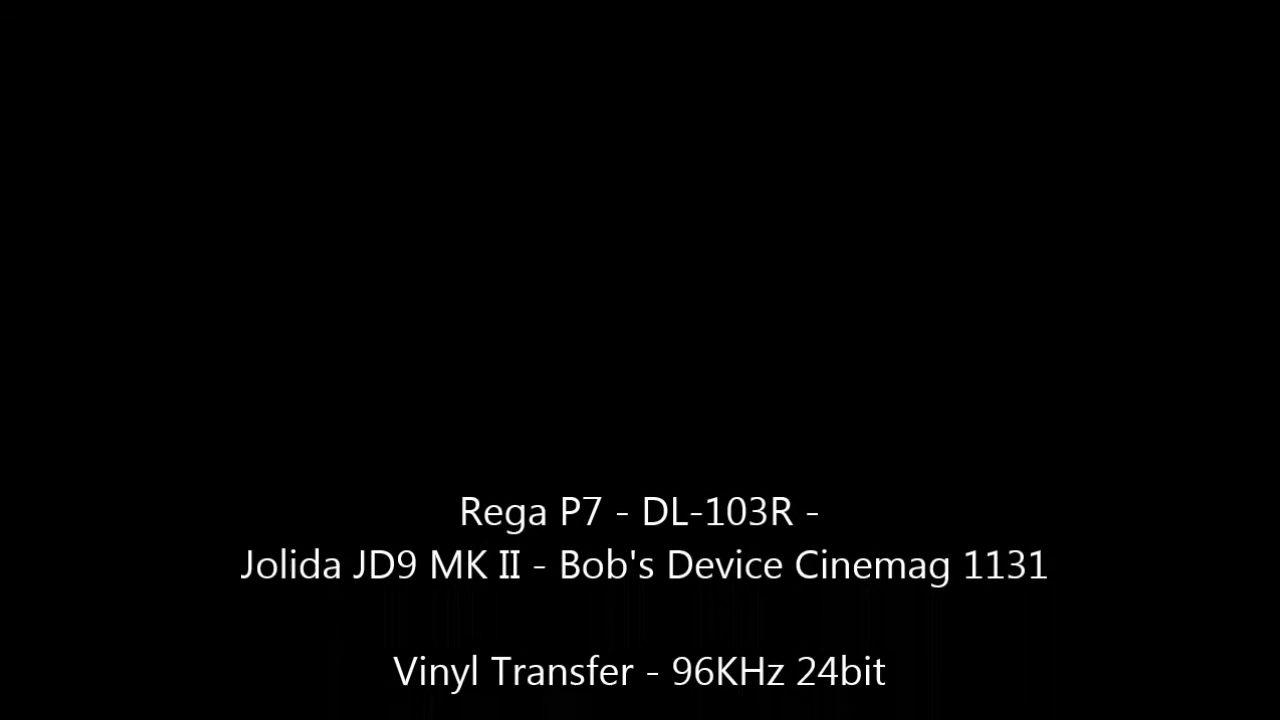 Rega P7 - DL-103R -
Jolida JD9 MK II - Bob's Device Cinemag 1131
Vinyl Transfer - 96KHz 24bit